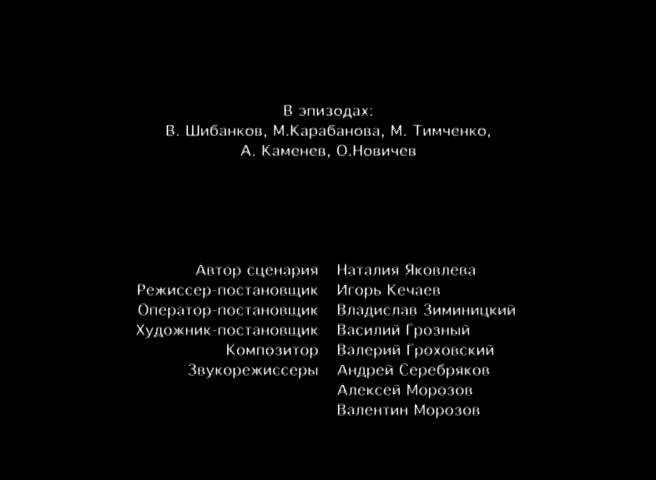 В эпизодах:
В. Шибанков, М.Карабанова, М. Тимченко,
А. Каменев, О.Новичев
Автор сценария Наталия Яковлева
Режиссер-постановщик Игорь Кечаев
Оператор-постановщик Владислав Зиминицкий
Художник-постановщик Василий Грозный
Композитор Валерий Гроховский
Звукорежиссеры Андрей Серебряков
Алексей Морозов
Валентин Морозов